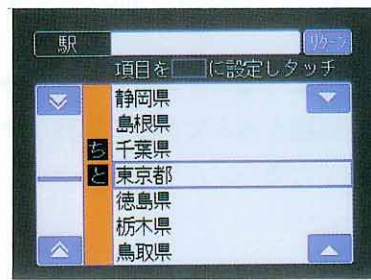 駅 リターン
項目を に設定しタッチ
静岡県
島根県
ち 千葉県
と 東京都
徳島県
栃木県
鳥取県